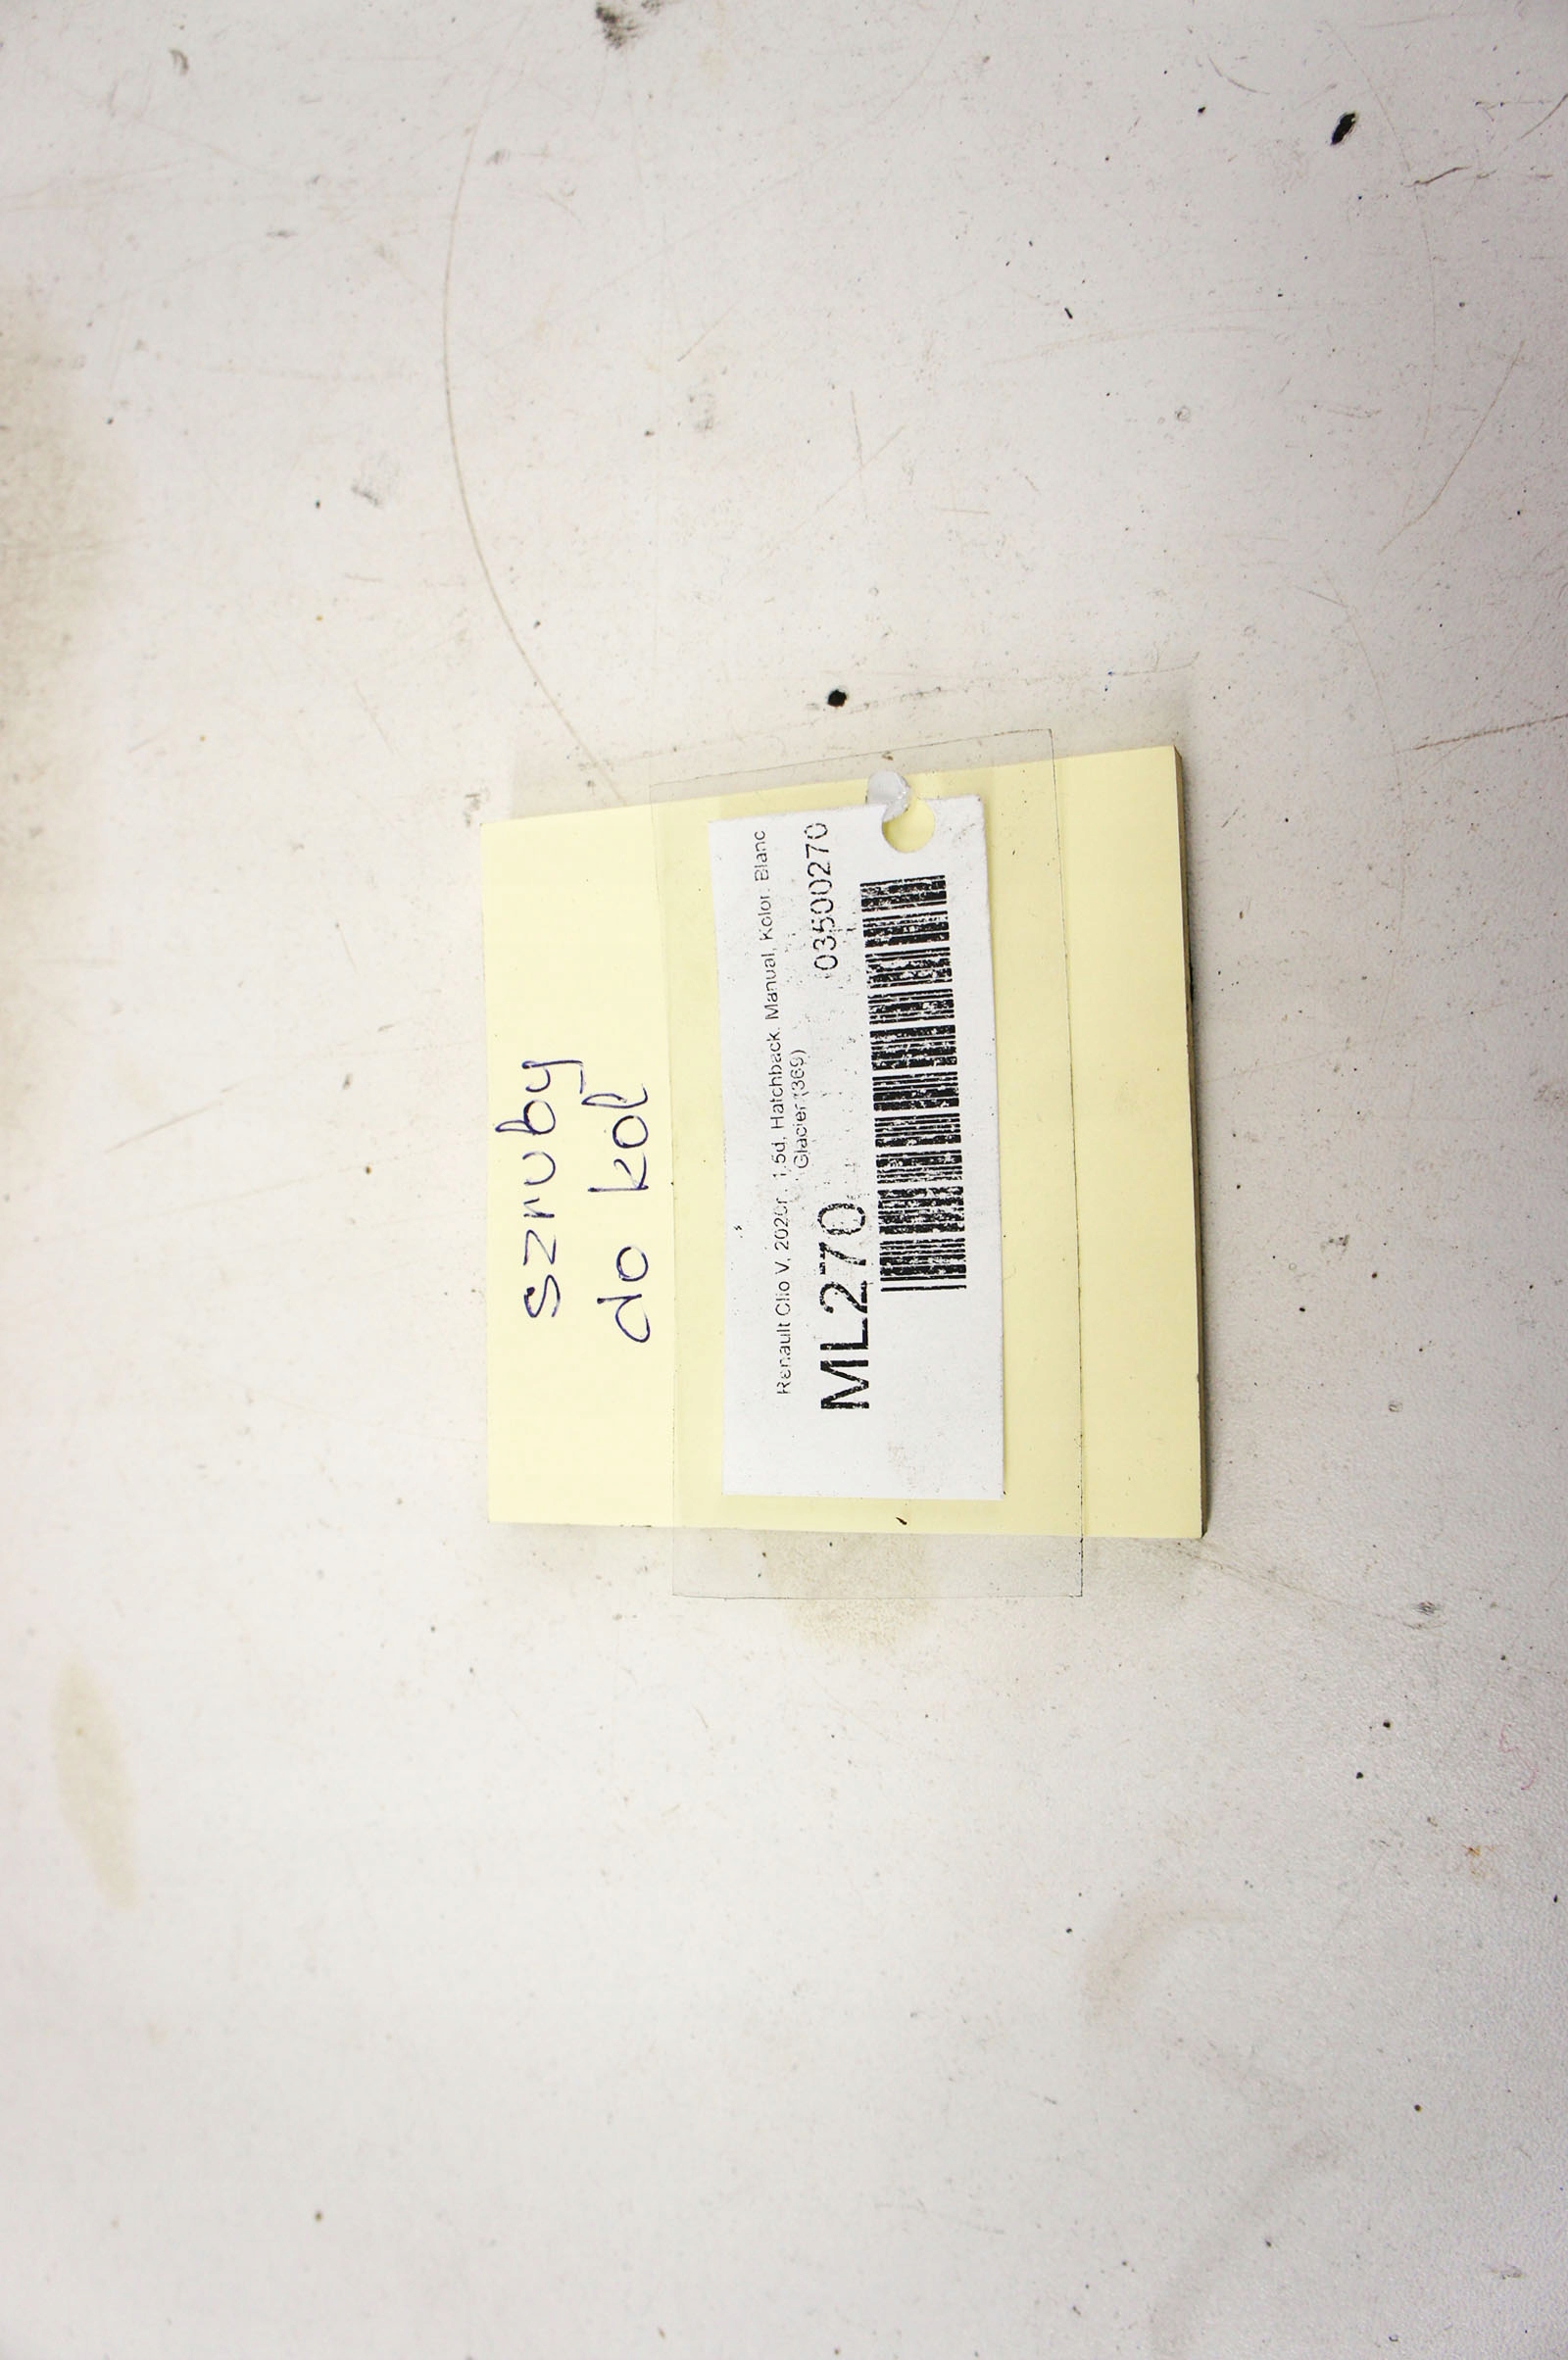 szruby
do kol
Renault Clio V, 2020r., 1.5d, Hatchback, Manual, Kolor: Blanc
Glacier (369)
ML270 03500270